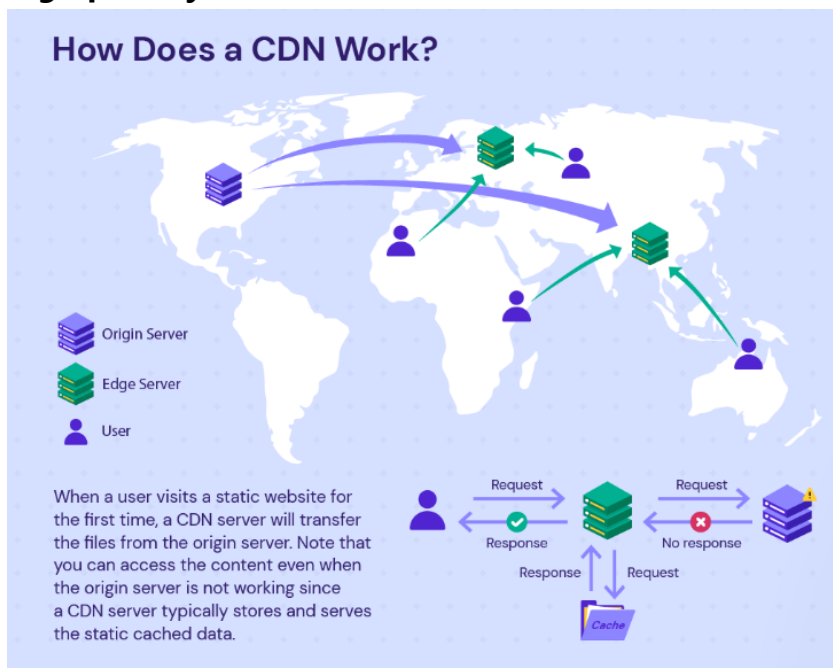 How Does a CDN Work?
Origin Server
Edge Server
User
When a user visits a static website for
the first time, a CDN server will transfer
the files from the origin server. Note that
you can access the content even when
the origin server is not working since
a CDN server typically stores and serves
the static cached data.
Request
Request
Response
No response
Response
Request
Cache